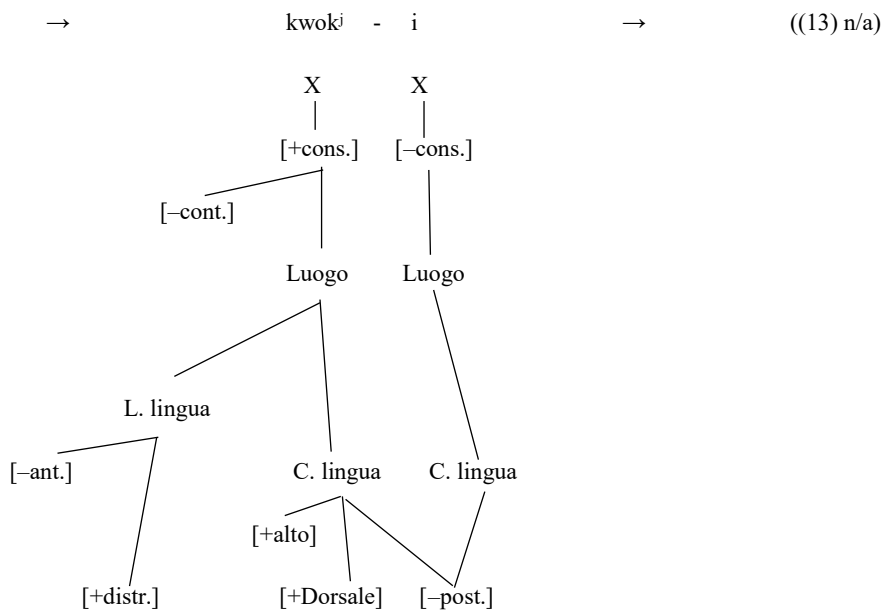 → kwokʲ - i → ((13) n/a)
X X
[+cons.] [–cons.]
[–cont.]
Luogo Luogo
L. lingua
[–ant.] C. lingua C. lingua
[+alto]
[+distr.] [+Dorsale] [–post.]